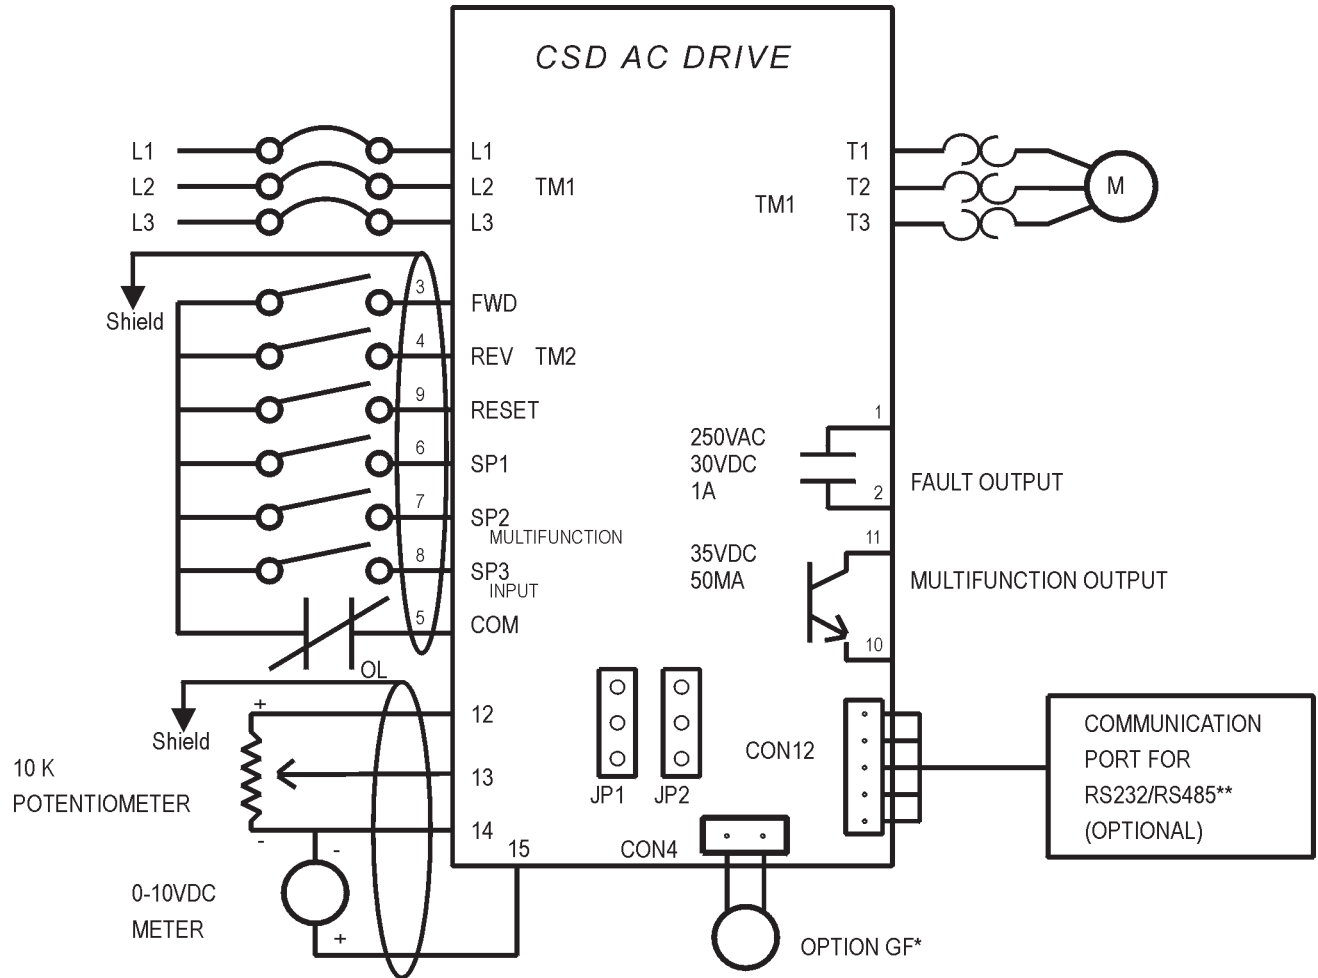 CSD AC DRIVE
L1 L1 T1
L2 L2 TM1 T2 M
TM1
L3 L3 T3
Shield
3 FWD
4 REV TM2
9 RESET
6 SP1
7 SP2
MULTIFUNCTION
8 SP3
INPUT
5 COM
OL
1
250VAC
30VDC
1A
2
FAULT OUTPUT
11
35VDC
50MA
MULTIFUNCTION OUTPUT
10
Shield
+
12
10 K
POTENTIOMETER
13
-
14
15
-
0-10VDC
METER
+
JP1 JP2
CON12
CON4
COMMUNICATION
PORT FOR
RS232/RS485**
(OPTIONAL)
OPTION GF*